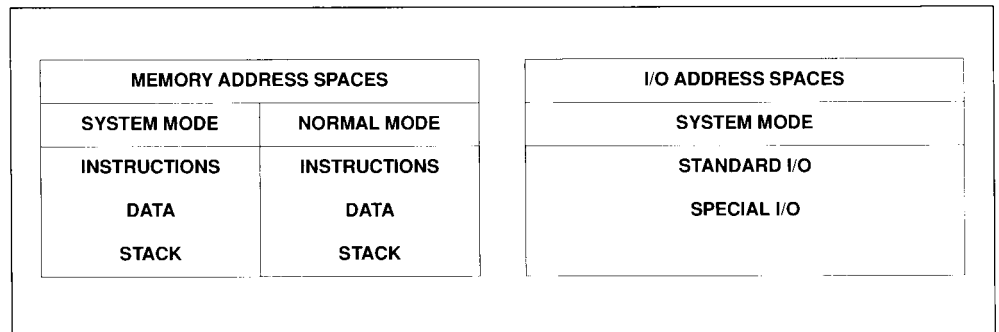 MEMORY ADDRESS SPACES
SYSTEM MODE NORMAL MODE
INSTRUCTIONS INSTRUCTIONS
DATA DATA
STACK STACK
I/O ADDRESS SPACES
SYSTEM MODE
STANDARD I/O
SPECIAL I/O